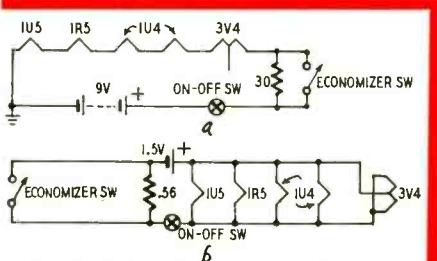 1U5 1R5 1U4 3V4
9V + ON-OFF SW 30 ECONOMIZER SW
a
1.5V +
ECONOMIZER SW .56 1U5 1R5 1U4 3V4
ON-OFF SW
b